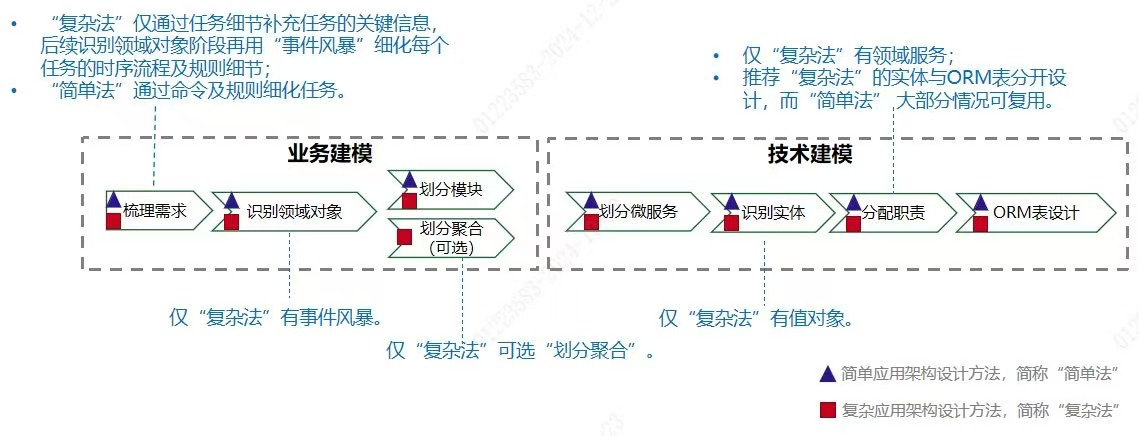 • “复杂法”仅通过任务细节补充任务的关键信息，
后续识别领域对象阶段再用“事件风暴”细化每个
任务的时序流程及规则细节；
• “简单法”通过命令及规则细化任务。
• 仅“复杂法”有领域服务；
• 推荐“复杂法”的实体与ORM表分开设
计，而“简单法” 大部分情况可复用。
业务建模
梳理需求
识别领域对象
划分模块
划分聚合
（可选）
技术建模
划分微服务
识别实体
分配职责
ORM表设计
仅“复杂法”有事件风暴。
仅“复杂法”可选“划分聚合”。
仅“复杂法”有值对象。
简单应用架构设计方法，简称“简单法”
复杂应用架构设计方法，简称“复杂法”